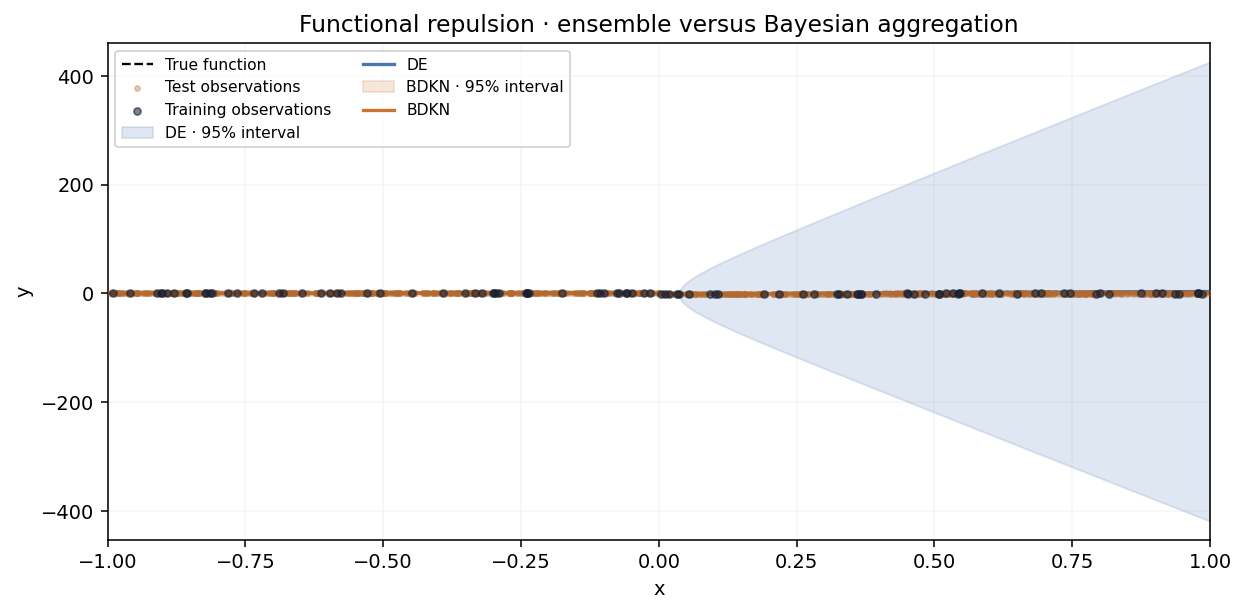 Functional repulsion · ensemble versus Bayesian aggregation
True function
Test observations
Training observations
DE · 95% interval
DE
BDKN · 95% interval
BDKN
y
400
200
0
−200
−400
−1.00 −0.75 −0.50 −0.25 0.00 0.25 0.50 0.75 1.00
x